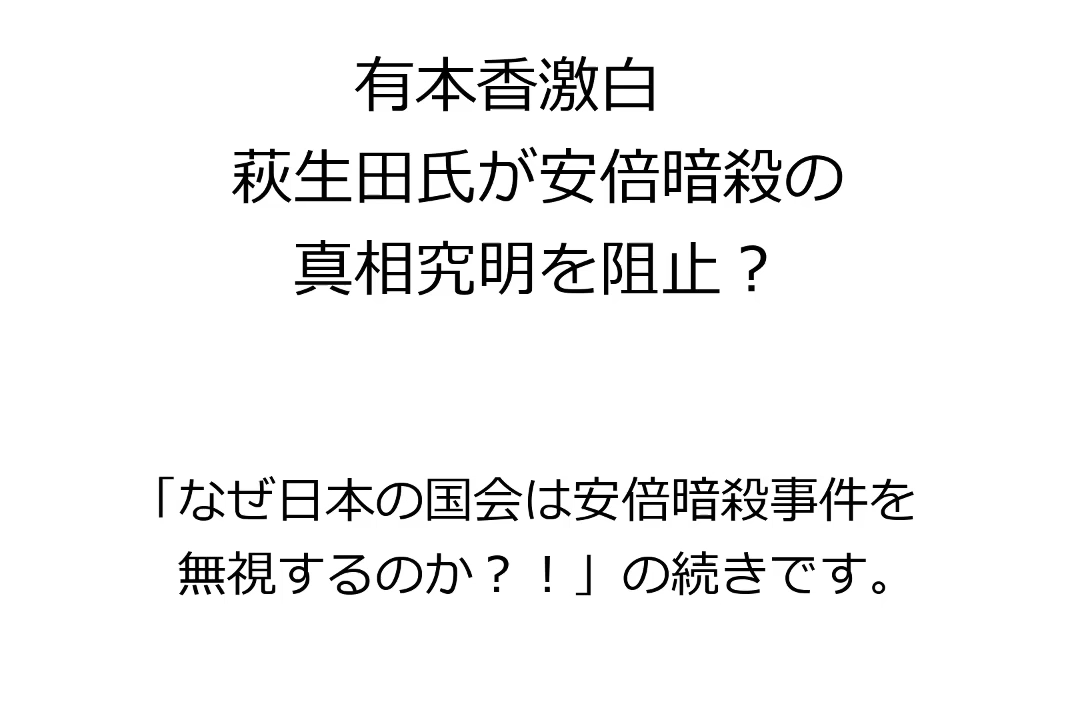 有本香激白
萩生田氏が安倍暗殺の
真相究明を阻止？
「なぜ日本の国会は安倍暗殺事件を
無視するのか？！」の続きです。